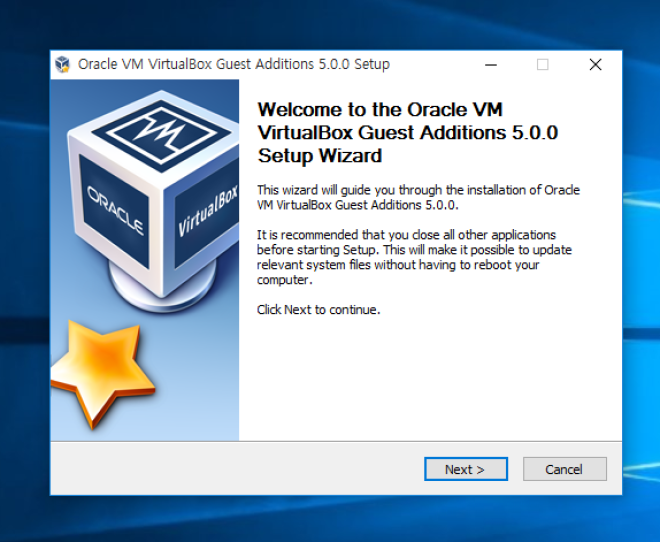 Oracle VM VirtualBox Guest Additions 5.0.0 Setup
Welcome to the Oracle VM
VirtualBox Guest Additions 5.0.0
Setup Wizard
This wizard will guide you through the installation of Oracle
VM VirtualBox Guest Additions 5.0.0.
It is recommended that you close all other applications
before starting Setup. This will make it possible to update
relevant system files without having to reboot your
computer.
Click Next to continue.
ORACLE
VirtualBox
Next >
Cancel